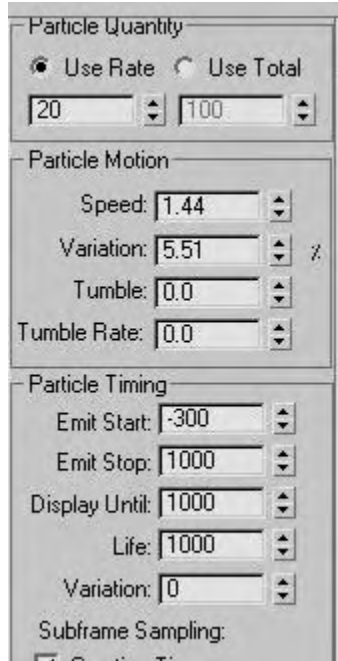 Particle Quantity
Use Rate Use Total
20 100
Particle Motion
Speed: 1.44
Variation: 5.51 %
Tumble: 0.0
Tumble Rate: 0.0
Particle Timing
Emit Start: -300
Emit Stop: 1000
Display Until: 1000
Life: 1000
Variation: 0
Subframe Sampling: